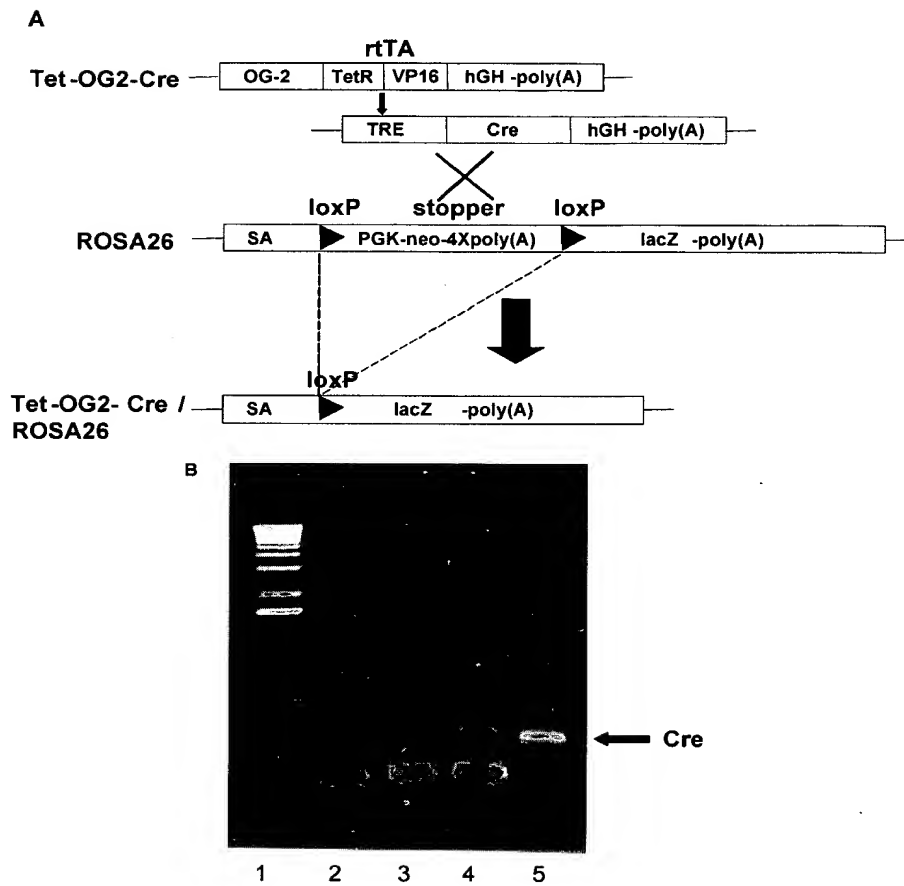 A
rtTA
Tet-OG2-Cre
OG-2 TetR VP16 hGH -poly(A)
TRE Cre hGH -poly(A)
loxP stopper loxP
ROSA26
SA PGK-neo-4Xpoly(A) lacZ -poly(A)
loxP
Tet-OG2- Cre /
ROSA26
SA lacZ -poly(A)
B
Cre
1 2 3 4 5